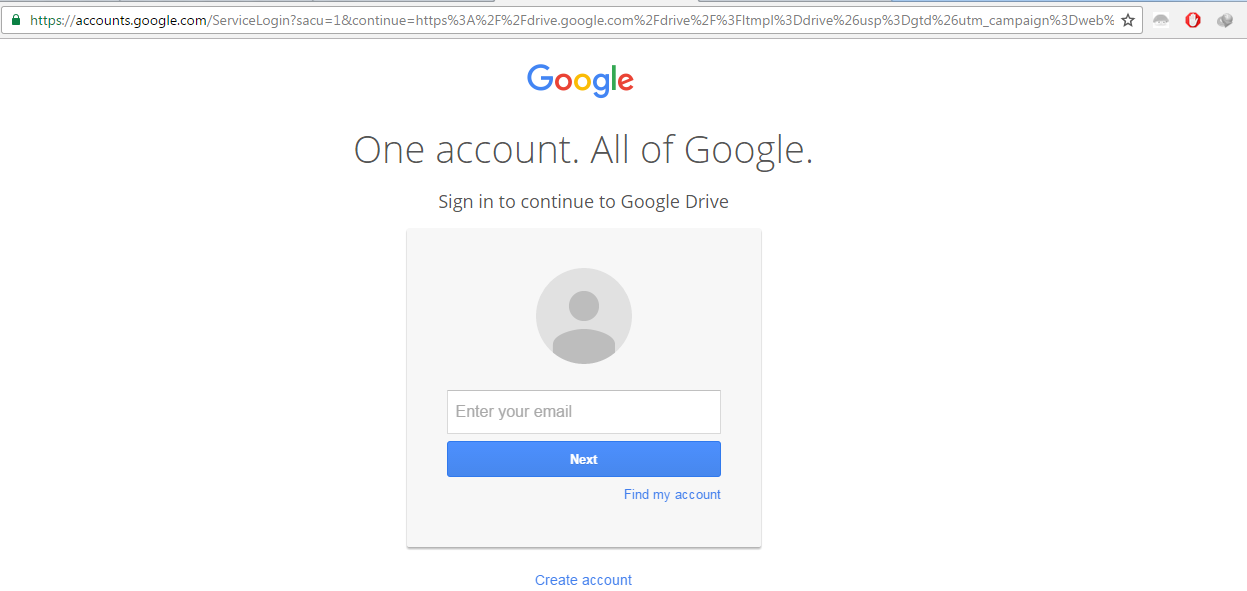 https://accounts.google.com/ServiceLogin?sacu=1&continue=https%3A%2F%2Fdrive.google.com%2Fdrive%2F%3Fltmpl%3Ddrive%26usp%3Dgtd%26utm_campaign%3Dweb%
Google
One account. All of Google.
Sign in to continue to Google Drive
Enter your email
Next
Find my account
Create account